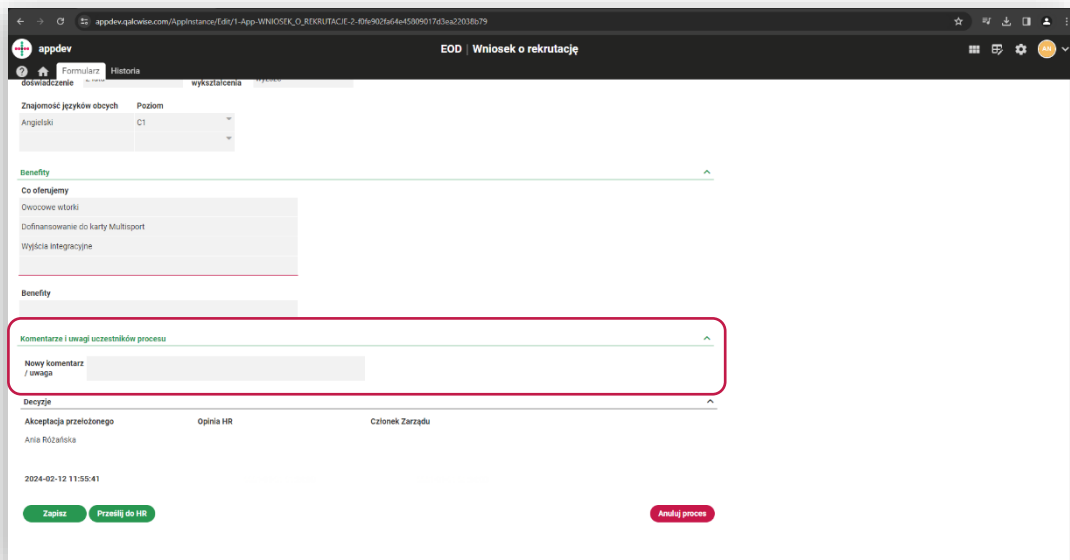 appdev.qalcwise.com/AppInstance/Edit/1-App-WNIOSEK_O_REKRUTACJE-2-f0fe902fa64e45809017d3ea22038b79
appdev
EOD | Wniosek o rekrutację
AN
Formularz Historia
doświadczenie wykształcenia
Znajomość języków obcych Poziom
Angielski C1
Benefity
Co oferujemy
Owocowe wtorki
Dofinansowanie do karty Multisport
Wyjścia integracyjne
Benefity
Komentarze i uwagi uczestników procesu
Nowy komentarz
/ uwaga
Decyzje
Akceptacja przełożonego Opinia HR Członek Zarządu
Ania Różańska
2024-02-12 11:55:41
Zapisz Prześlij do HR Anuluj proces